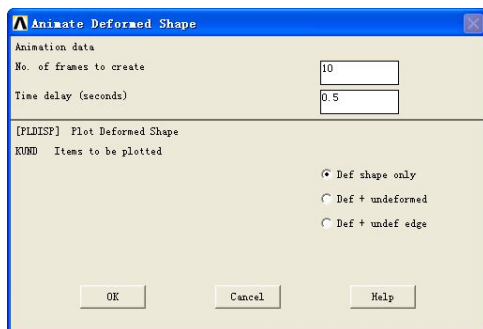 Animate Deformed Shape
Animation data
No. of frames to create 10
Time delay (seconds) 0.5
[PLDISP] Plot Deformed Shape
KUND Items to be plotted
Def shape only
Def + undeformed
Def + undef edge
OK Cancel Help